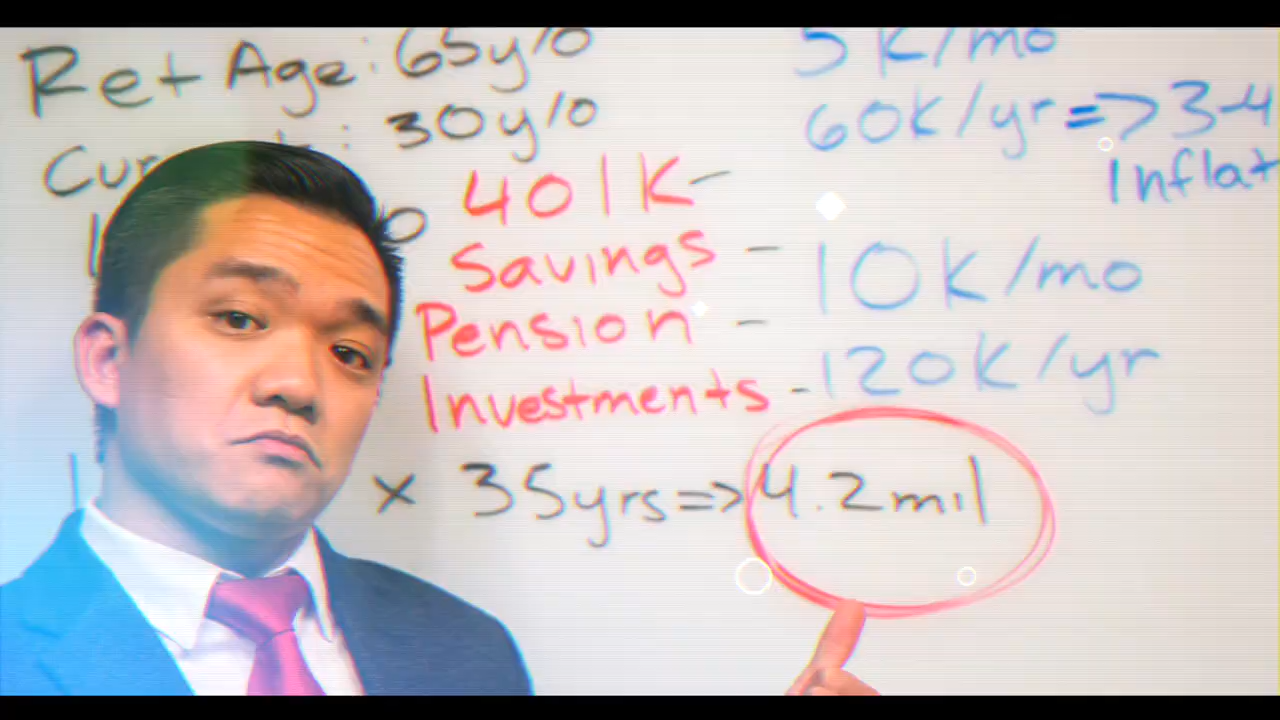 Ret Age: 65y/o
30y/o
401K-
Savings -
Pension -
Investments -
5K/mo
60K/yr => 3-4
10K/mo
120K/yr
x 35yrs => 4.2mil